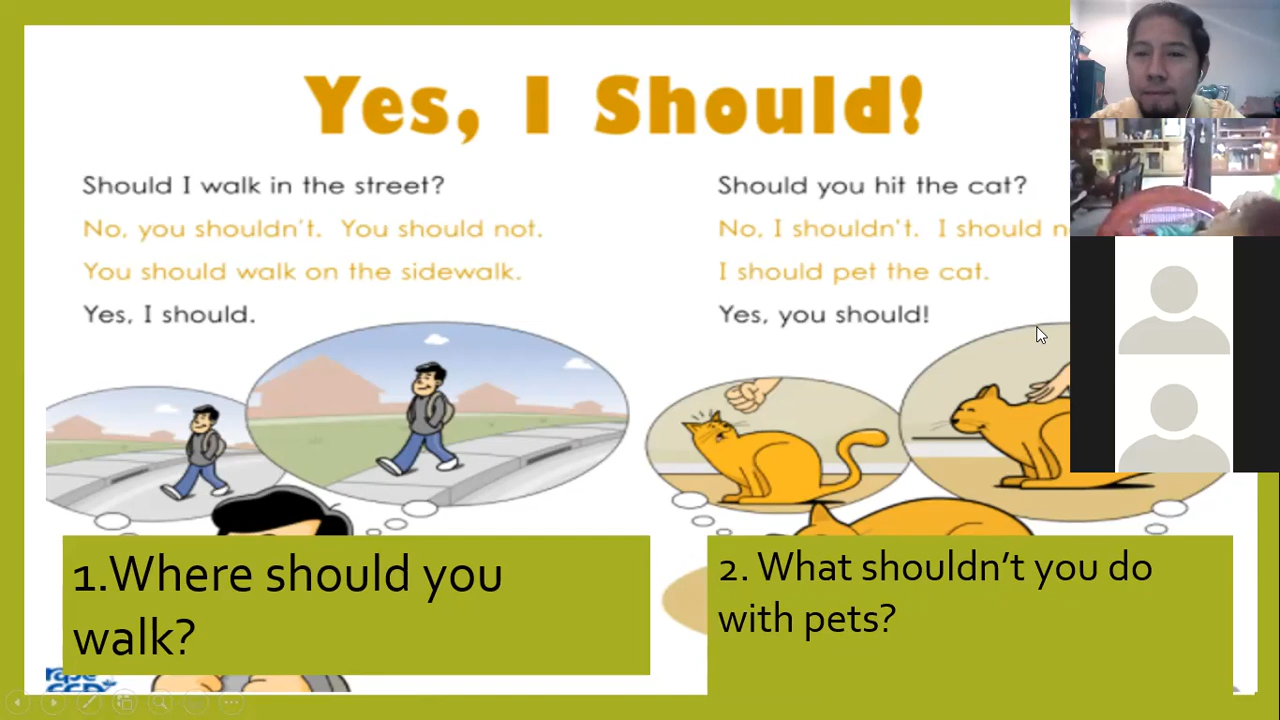 Yes, I Should!
Should I walk in the street?
No, you shouldn't. You should not.
You should walk on the sidewalk.
Yes, I should.
Should you hit the cat?
No, I shouldn't. I should
I should pet the cat.
Yes, you should!
1.Where should you
walk?
2. What shouldn't you do
with pets?